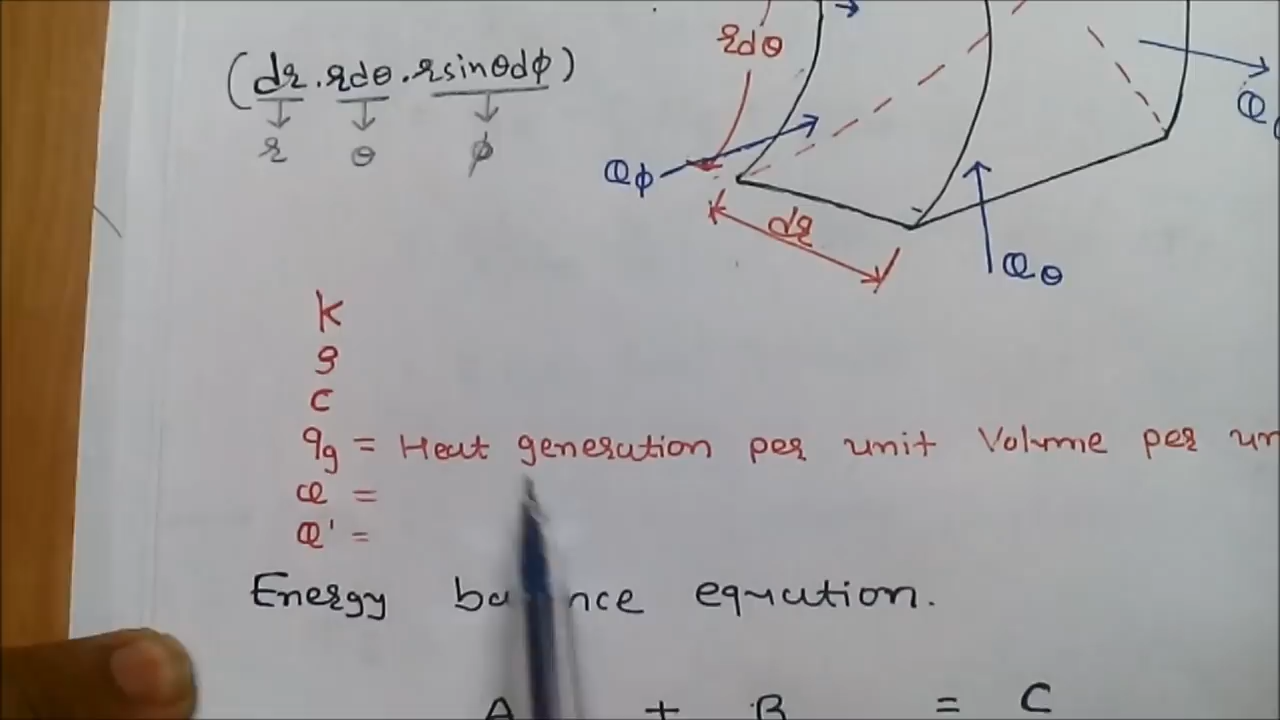 (dr.rdθ.rsinθdϕ)
r θ ϕ
rdθ
Qϕ
dr
Qθ
Q
K
ρ
C
qg = Heat generation per unit Volume per un
Q =
Q' =
Energy ba nce equation.
A + B = C